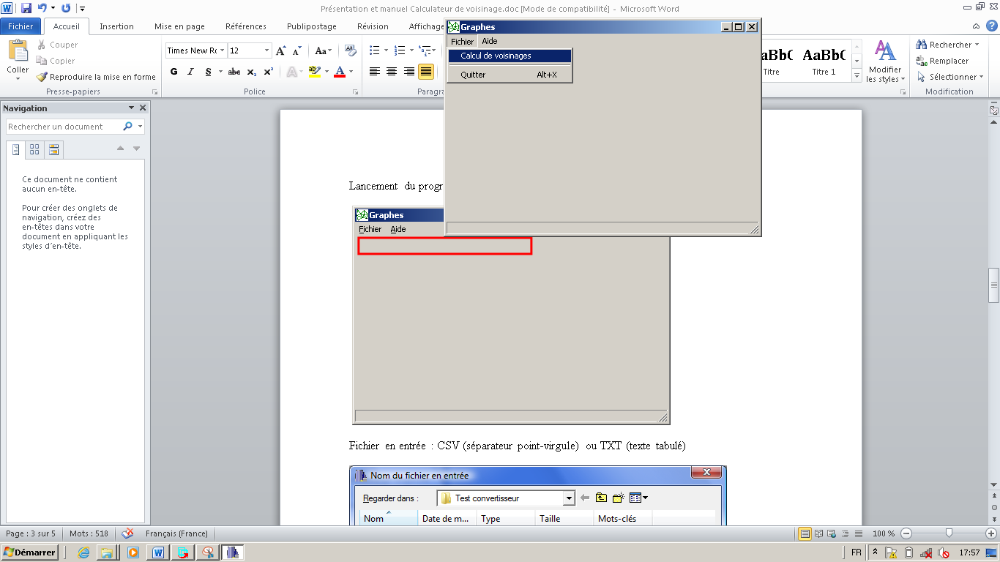 Présentation et manuel Calculateur de voisinage.doc [Mode de compatibilité] - Microsoft Word
Fichier
Accueil
Insertion
Mise en page
Références
Publipostage
Révision
Affichage
Coller
Couper
Copier
Reproduire la mise en forme
Presse-papiers
Times New Ro
12
Aa
G I S abc x₂ x²
Police
Paragra
AaBbC
Titre 1
Titre
Modifier
les styles
Rechercher
Remplacer
Sélectionner
Modification
Graphes
Fichier Aide
Calcul de voisinages
Quitter Alt+X
Navigation
Rechercher un document
Ce document ne contient
aucun en-tête.
Pour créer des onglets de
navigation, créez des
en-têtes dans votre
document en appliquant les
styles d'en-tête.
Lancement du progr
Graphes
Fichier Aide
Fichier en entrée : CSV (séparateur point-virgule) ou TXT (texte tabulé)
Nom du fichier en entrée
Regarder dans :
Test convertisseur
Nom
Date de m...
Type
Taille
Mots-clés
Page : 3 sur 5
Mots : 518
Français (France)
100 %
Démarrer
FR
17:57